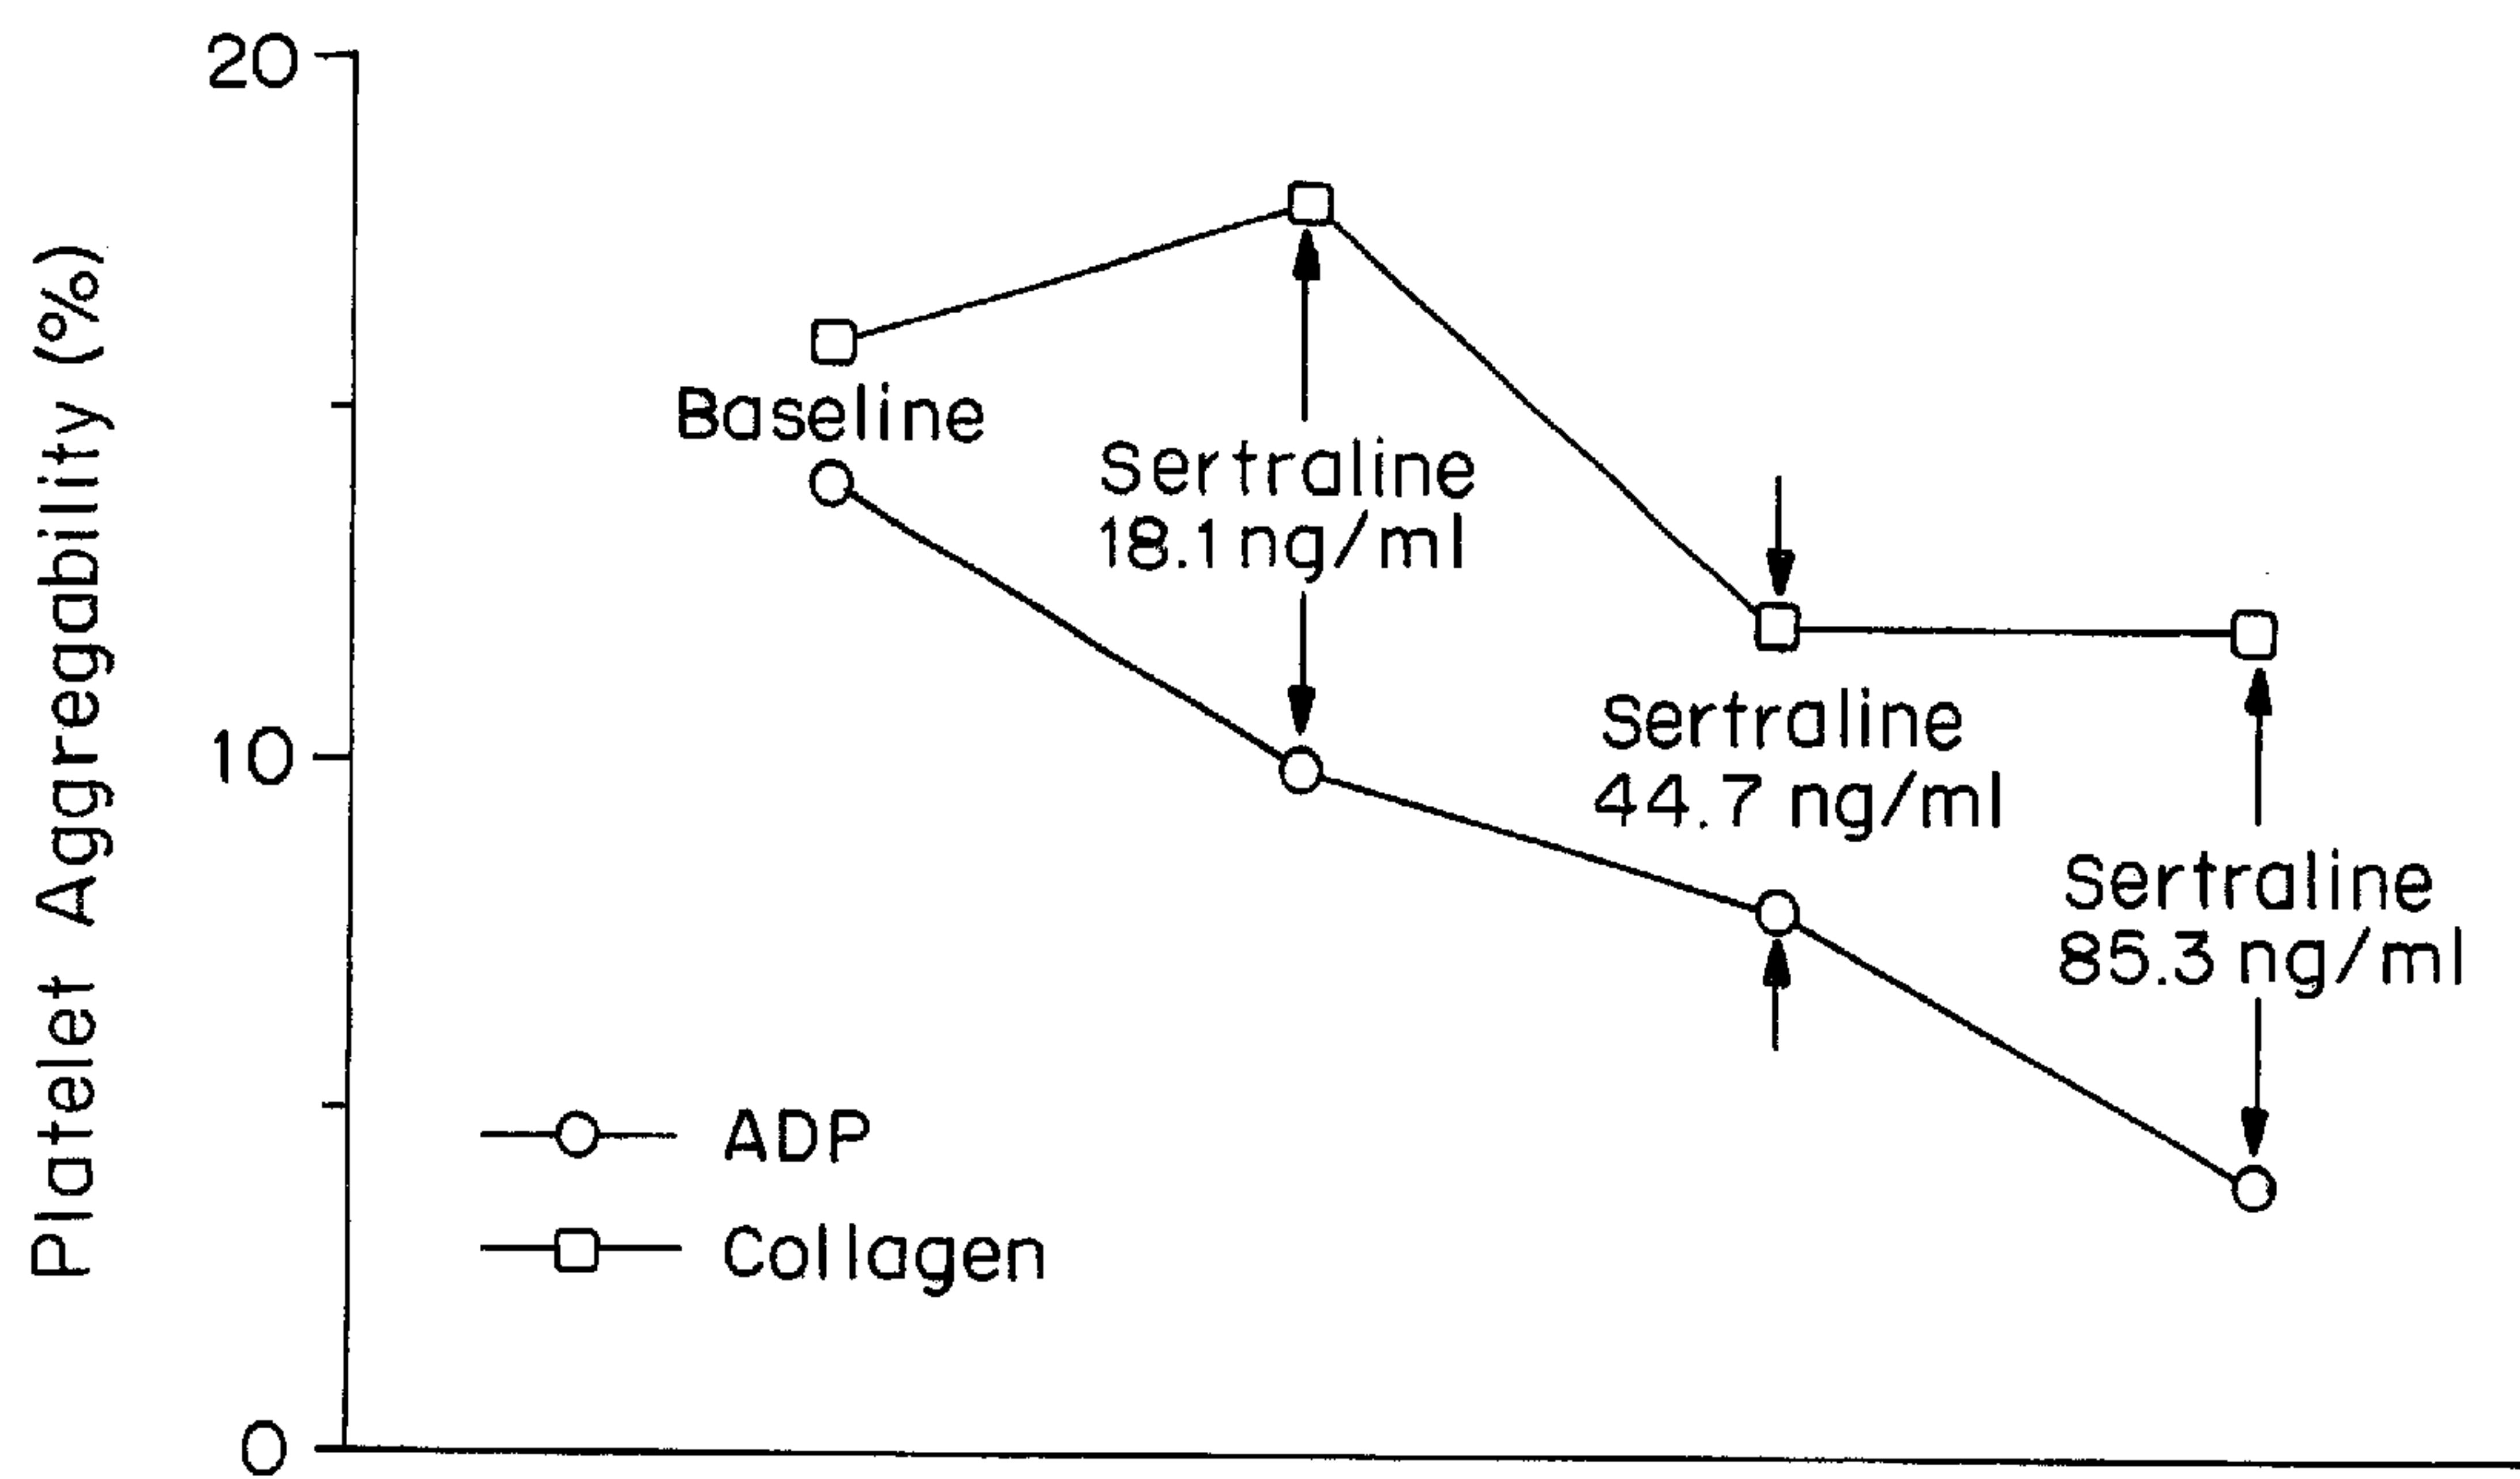 20
10
0
Platelet Aggregability (%)
Baseline
Sertraline
18.1 ng/ml
Sertraline
44.7 ng/ml
Sertraline
85.3 ng/ml
ADP
Collagen